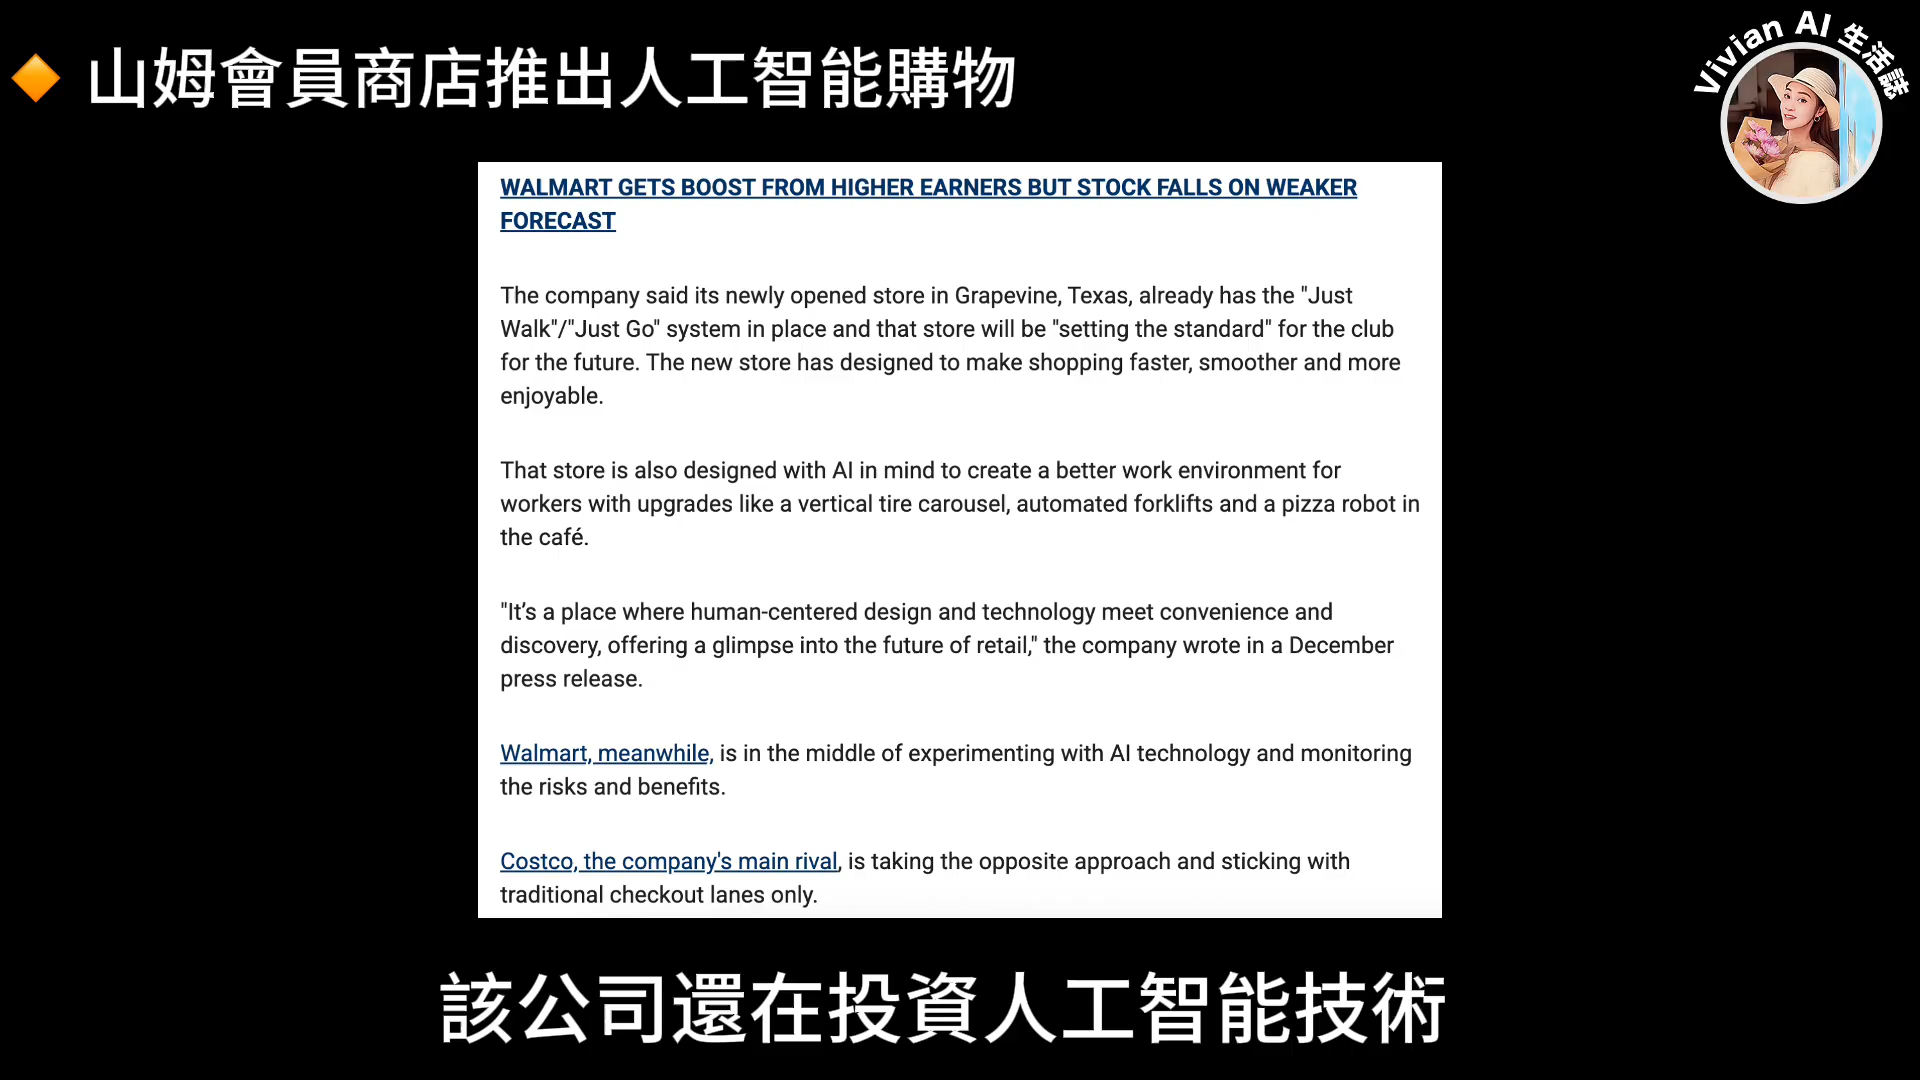 山姆會員商店推出人工智能購物
Vivian AI 生活誌
WALMART GETS BOOST FROM HIGHER EARNERS BUT STOCK FALLS ON WEAKER
FORECAST
The company said its newly opened store in Grapevine, Texas, already has the "Just
Walk"/"Just Go" system in place and that store will be "setting the standard" for the club
for the future. The new store has designed to make shopping faster, smoother and more
enjoyable.
That store is also designed with AI in mind to create a better work environment for
workers with upgrades like a vertical tire carousel, automated forklifts and a pizza robot in
the café.
"It’s a place where human-centered design and technology meet convenience and
discovery, offering a glimpse into the future of retail," the company wrote in a December
press release.
Walmart, meanwhile, is in the middle of experimenting with AI technology and monitoring
the risks and benefits.
Costco, the company's main rival, is taking the opposite approach and sticking with
traditional checkout lanes only.
該公司還在投資人工智能技術